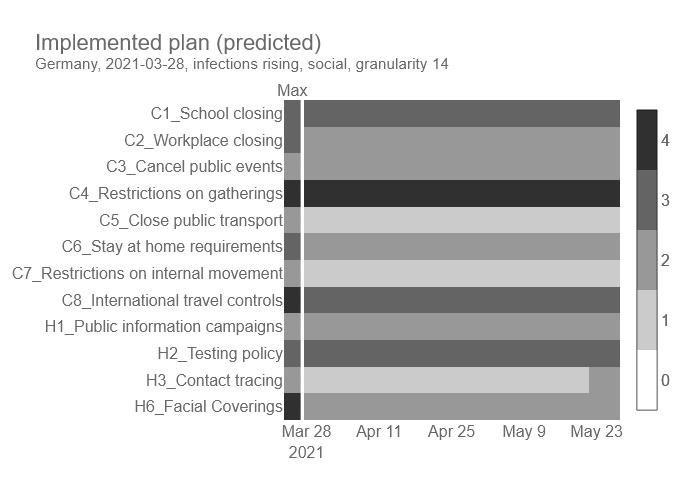 Implemented plan (predicted)
Germany, 2021-03-28, infections rising, social, granularity 14
Max
C1_School closing
C2_Workplace closing
C3_Cancel public events
C4_Restrictions on gatherings
C5_Close public transport
C6_Stay at home requirements
C7_Restrictions on internal movement
C8_International travel controls
H1_Public information campaigns
H2_Testing policy
H3_Contact tracing
H6_Facial Coverings
Mar 28 Apr 11 Apr 25 May 9 May 23
2021
4
3
2
1
0